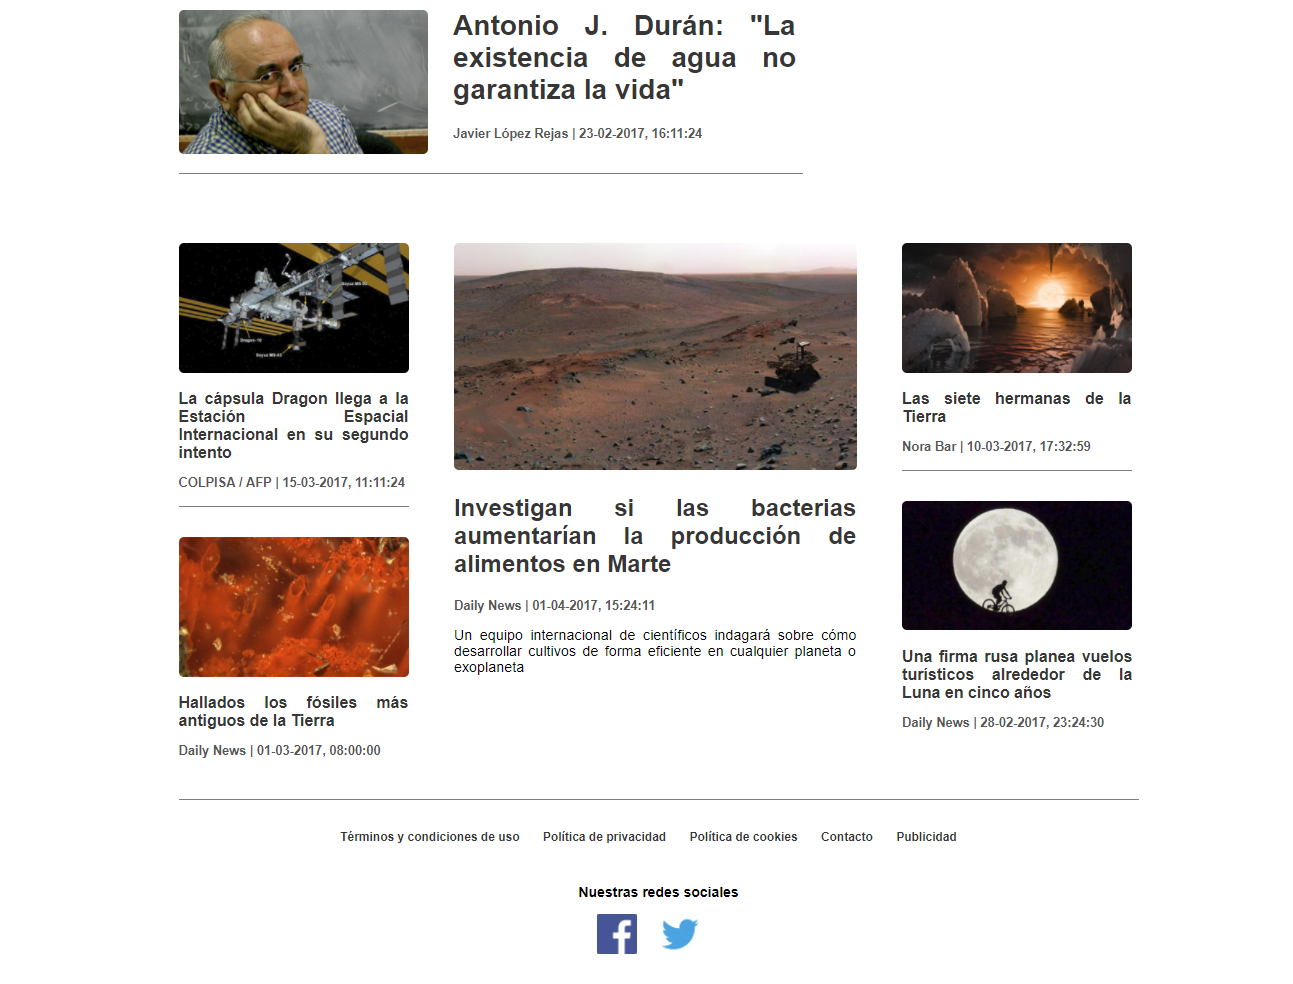 Antonio J. Durán: "La
existencia de agua no
garantiza la vida"
Javier López Rejas | 23-02-2017, 16:11:24
La cápsula Dragon llega a la
Estación Espacial
Internacional en su segundo
intento
COLPISA / AFP | 15-03-2017, 11:11:24
Hallados los fósiles más
antiguos de la Tierra
Daily News | 01-03-2017, 08:00:00
Investigan si las bacterias
aumentarían la producción de
alimentos en Marte
Daily News | 01-04-2017, 15:24:11
Un equipo internacional de científicos indagará sobre cómo
desarrollar cultivos de forma eficiente en cualquier planeta o
exoplaneta
Las siete hermanas de la
Tierra
Nora Bar | 10-03-2017, 17:32:59
Una firma rusa planea vuelos
turísticos alrededor de la
Luna en cinco años
Daily News | 28-02-2017, 23:24:30
Términos y condiciones de uso Política de privacidad Política de cookies Contacto Publicidad
Nuestras redes sociales